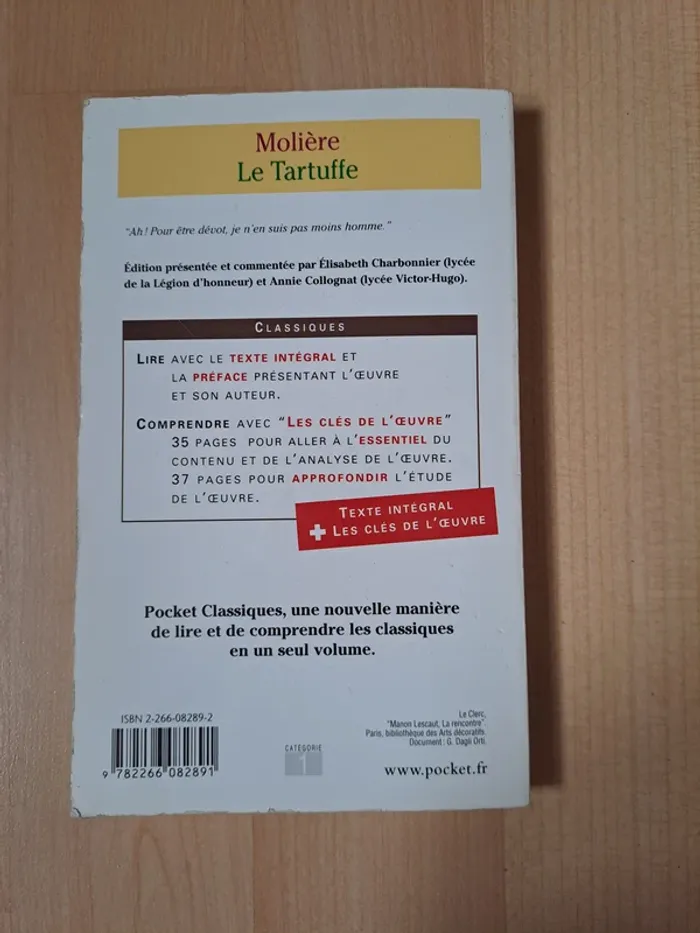 Molière
Le Tartuffe
“Ah ! Pour être dévot, je n'en suis pas moins homme.”
Édition présentée et commentée par Élisabeth Charbonnier (lycée
de la Légion d'honneur) et Annie Collognat (lycée Victor-Hugo).
CLASSIQUES
LIRE AVEC LE TEXTE INTÉGRAL ET
LA PRÉFACE PRÉSENTANT L'ŒUVRE
ET SON AUTEUR.
COMPRENDRE AVEC “LES CLÉS DE L'ŒUVRE”
35 PAGES POUR ALLER À L'ESSENTIEL DU
CONTENU ET DE L'ANALYSE DE L'ŒUVRE.
37 PAGES POUR APPROFONDIR L'ÉTUDE
DE L'ŒUVRE.
TEXTE INTÉGRAL
+ LES CLÉS DE L'ŒUVRE
Pocket Classiques, une nouvelle manière
de lire et de comprendre les classiques
en un seul volume.
ISBN 2-266-08289-2
9 782266 082891
CATÉGORIE
1
Le Clerc,
“Manon Lescaut, La rencontre”.
Paris, bibliothèque des Arts décoratifs.
Document : G. Dagli Orti.
www.pocket.fr